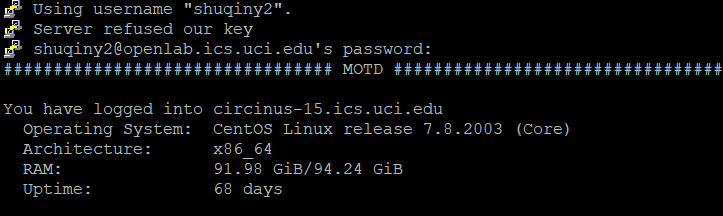 Using username "shuqiny2".
Server refused our key
shuqiny2@openlab.ics.uci.edu's password:
################################# MOTD #################################
You have logged into circinus-15.ics.uci.edu
Operating System: CentOS Linux release 7.8.2003 (Core)
Architecture: x86_64
RAM: 91.98 GiB/94.24 GiB
Uptime: 68 days